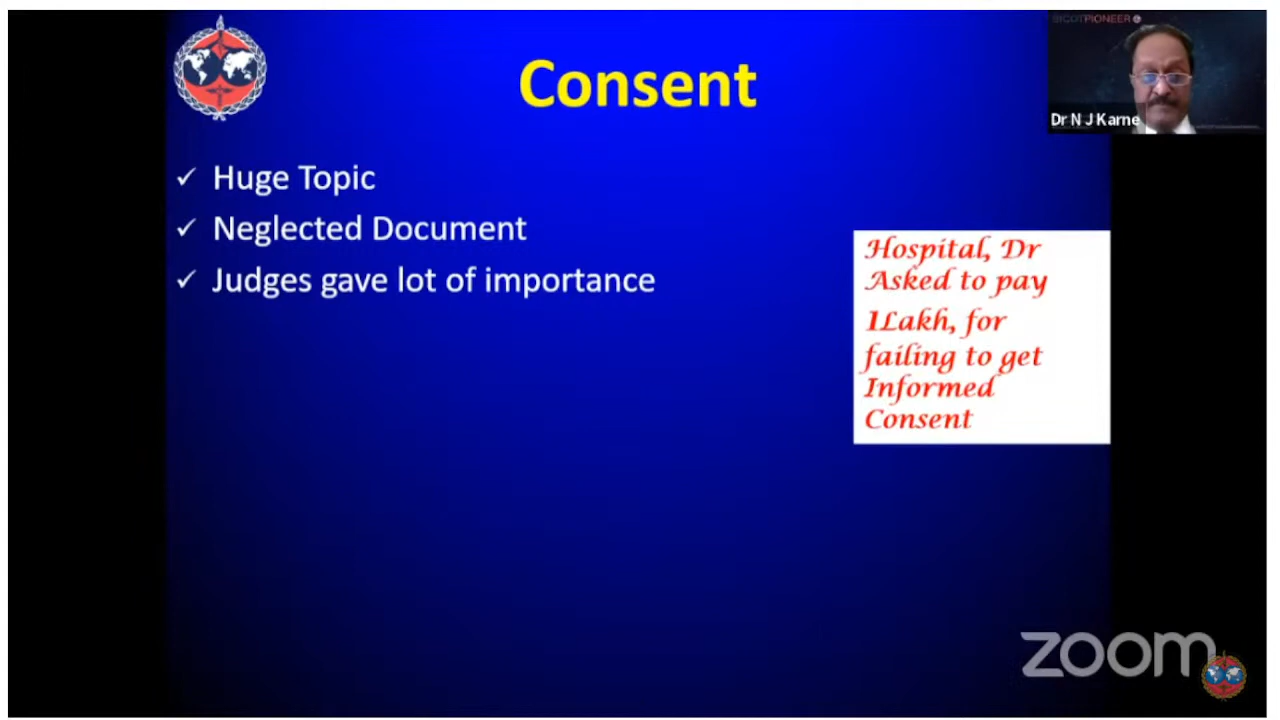 Consent
SICOTPIONEER
Dr N J Karne
✓ Huge Topic
✓ Neglected Document
✓ Judges gave lot of importance
Hospital, Dr
Asked to pay
1Lakh, for
failing to get
Informed
Consent
zoom